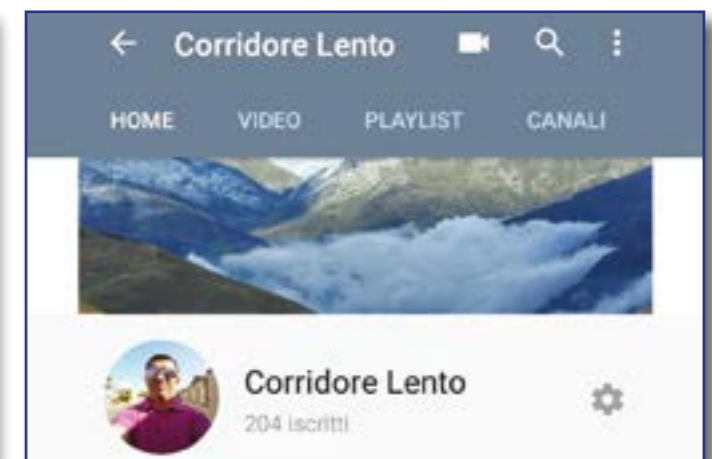 Corridore Lento
HOME VIDEO PLAYLIST CANALI
Corridore Lento
204 iscritti